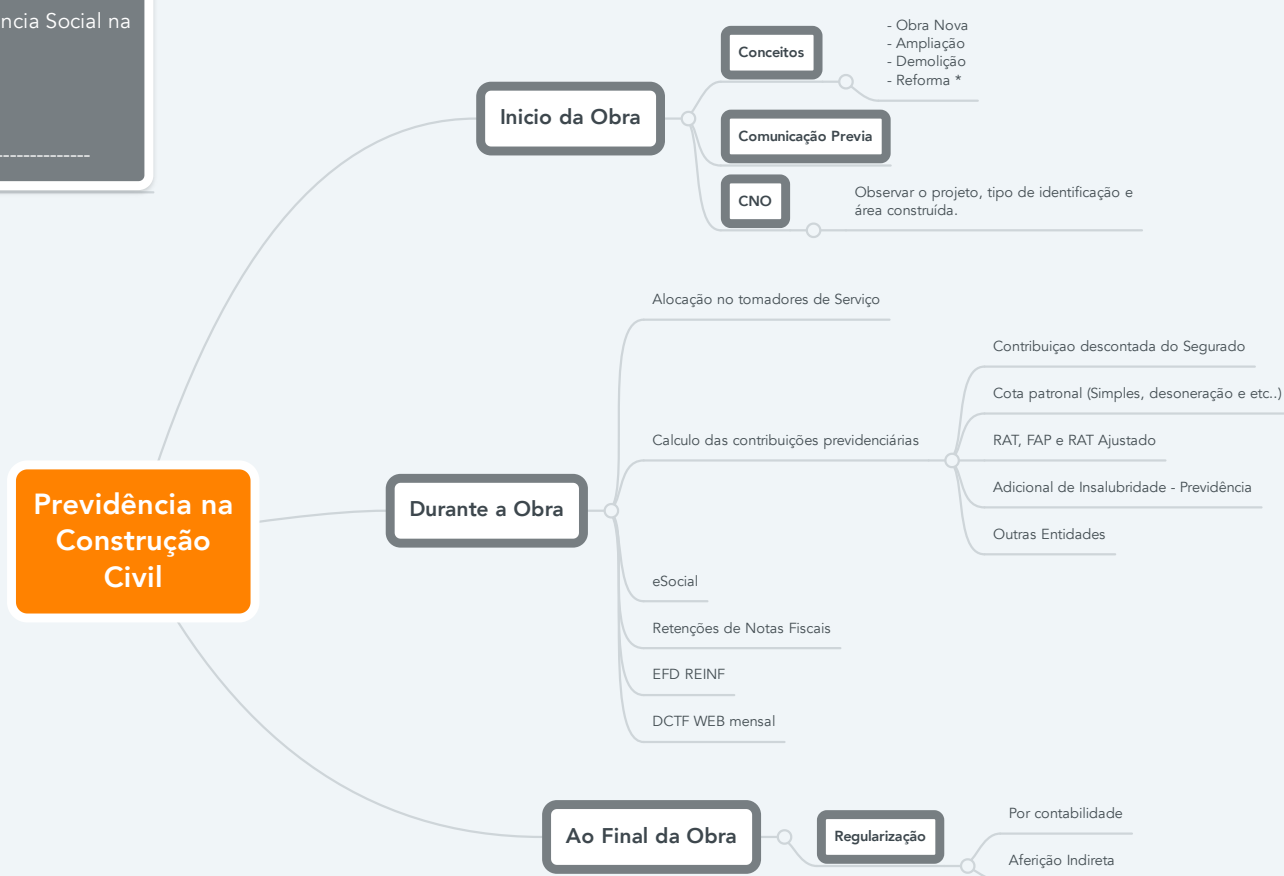 ncia Social na
---------------
Previdência na
Construção
Civil
Inicio da Obra
Conceitos
- Obra Nova
- Ampliação
- Demolição
- Reforma *
Comunicação Previa
CNO
Observar o projeto, tipo de identificação e
área construída.
Durante a Obra
Alocação no tomadores de Serviço
Calculo das contribuições previdenciárias
Contribuiçao descontada do Segurado
Cota patronal (Simples, desoneração e etc..)
RAT, FAP e RAT Ajustado
Adicional de Insalubridade - Previdência
Outras Entidades
eSocial
Retenções de Notas Fiscais
EFD REINF
DCTF WEB mensal
Ao Final da Obra
Regularização
Por contabilidade
Aferição Indireta